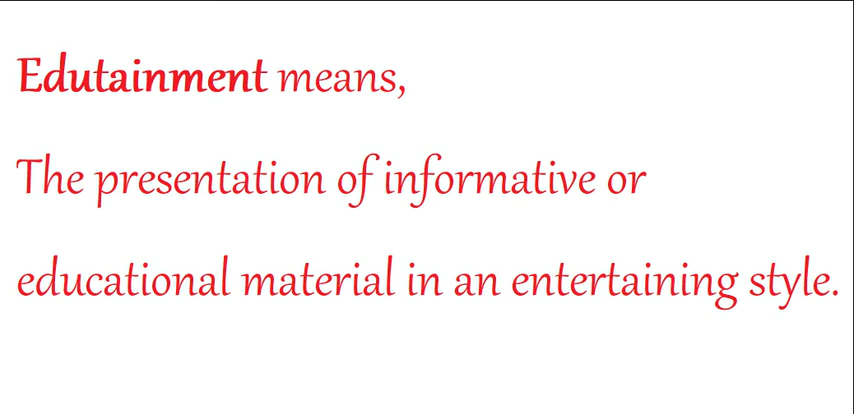 Edutainment means,
The presentation of informative or
educational material in an entertaining style.